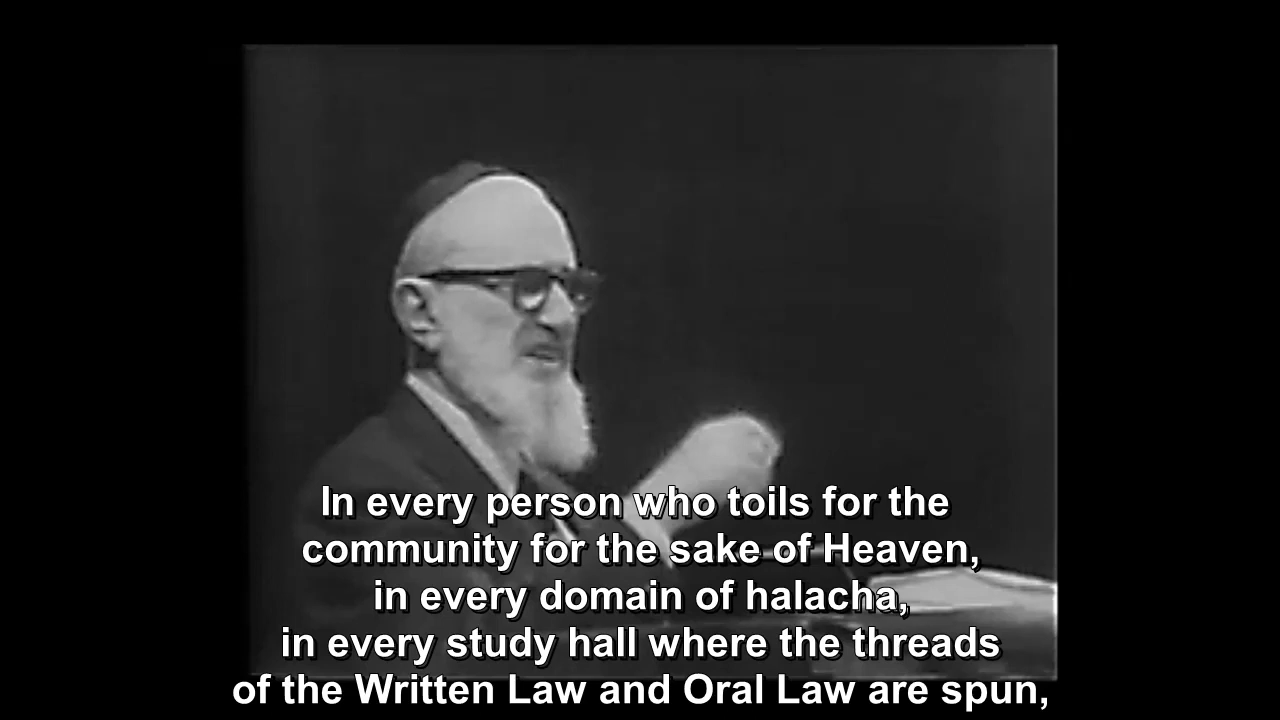 In every person who toils for the
community for the sake of Heaven,
in every domain of halacha,
in every study hall where the threads
of the Written Law and Oral Law are spun,